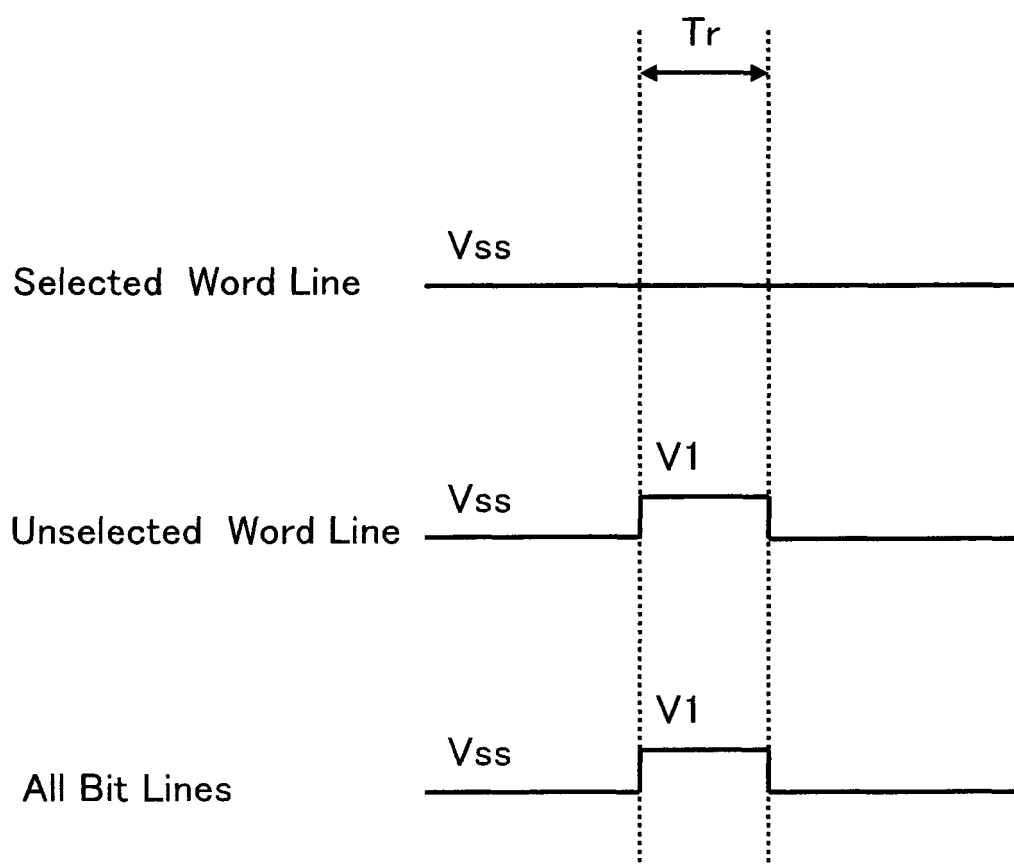 Tr
Vss
Selected Word Line
V1
Vss
Unselected Word Line
V1
Vss
All Bit Lines